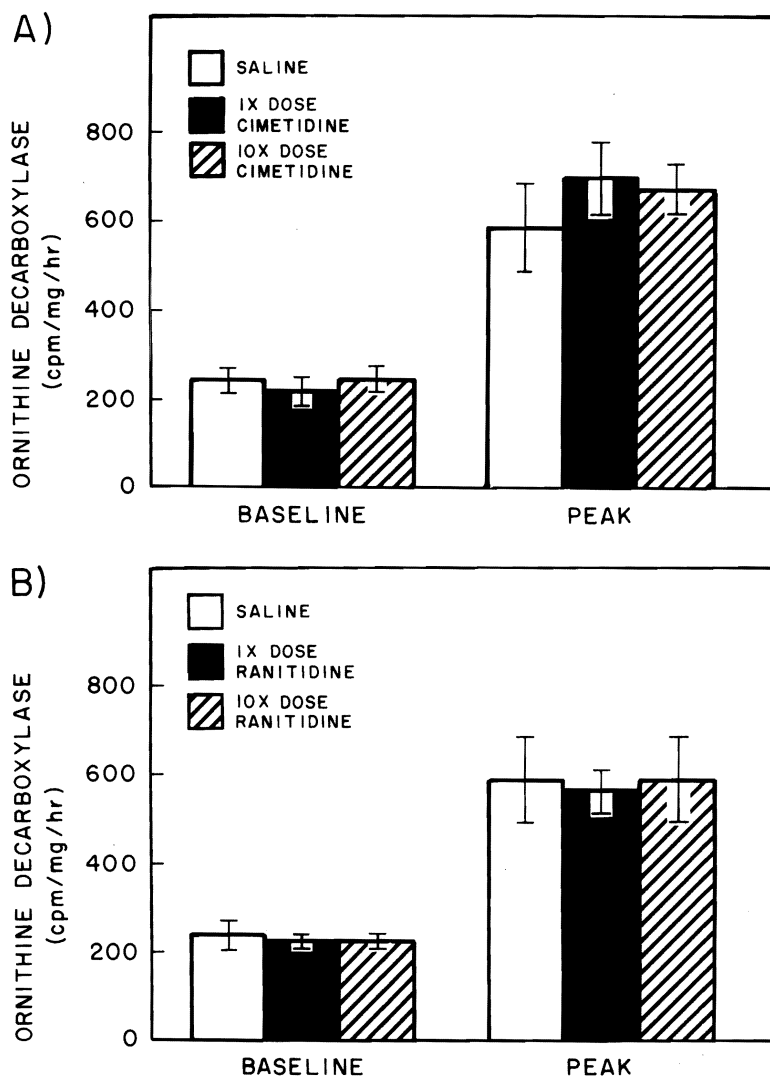 A)
SALINE
1X DOSE
CIMETIDINE
10X DOSE
CIMETIDINE
ORNITHINE DECARBOXYLASE
(cpm/mg/hr)
800
600
400
200
0
BASELINE
PEAK
B)
SALINE
1X DOSE
RANITIDINE
10X DOSE
RANITIDINE
ORNITHINE DECARBOXYLASE
(cpm/mg/hr)
800
600
400
200
0
BASELINE
PEAK